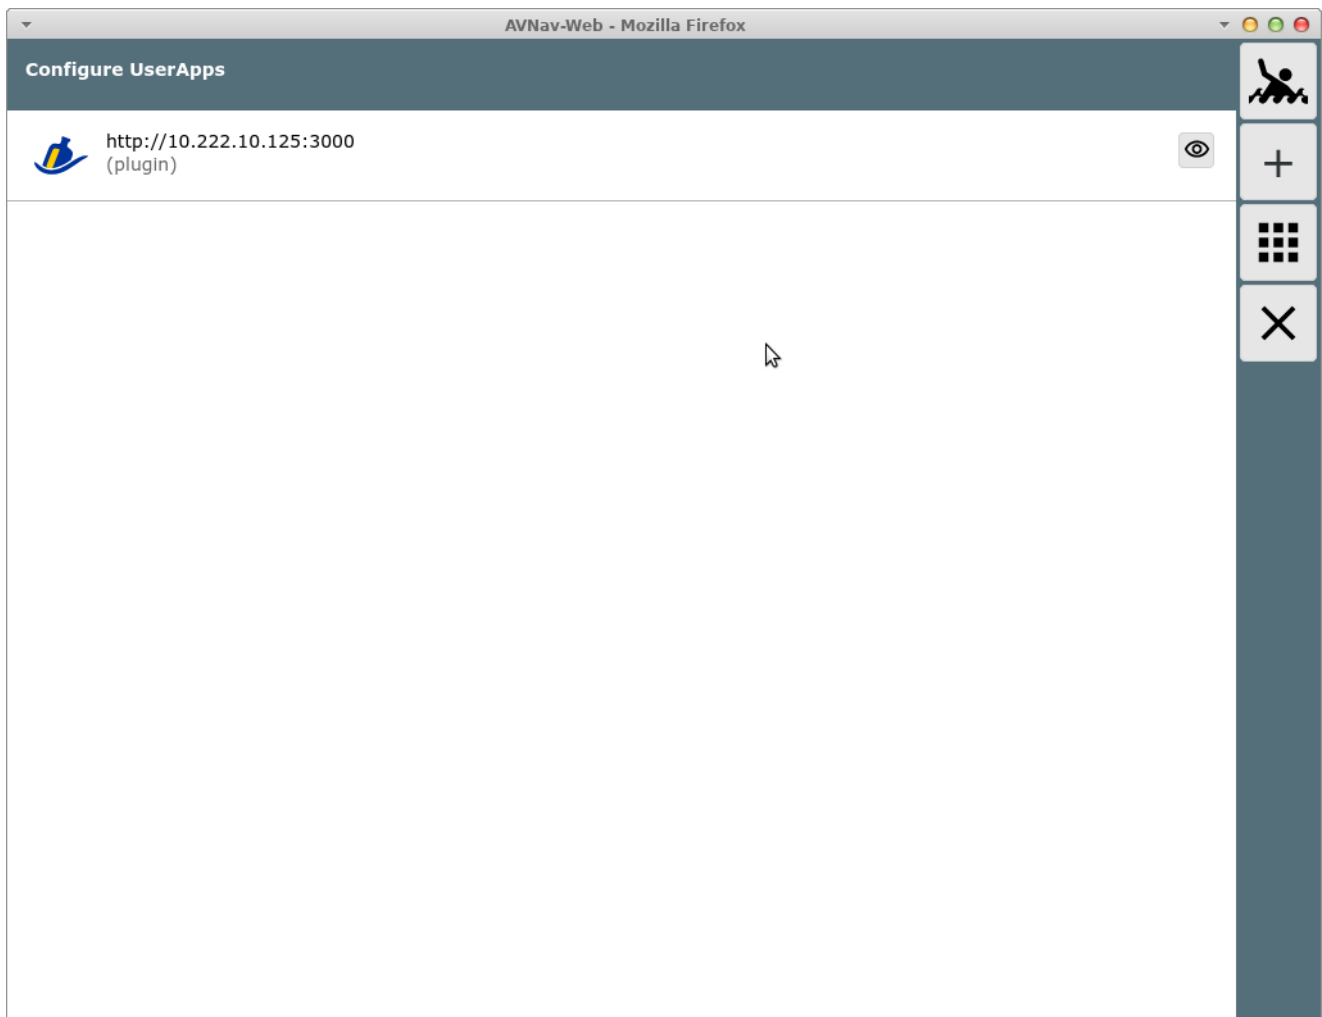 AVNav-Web - Mozilla Firefox
Configure UserApps
http://10.222.10.125:3000
(plugin)